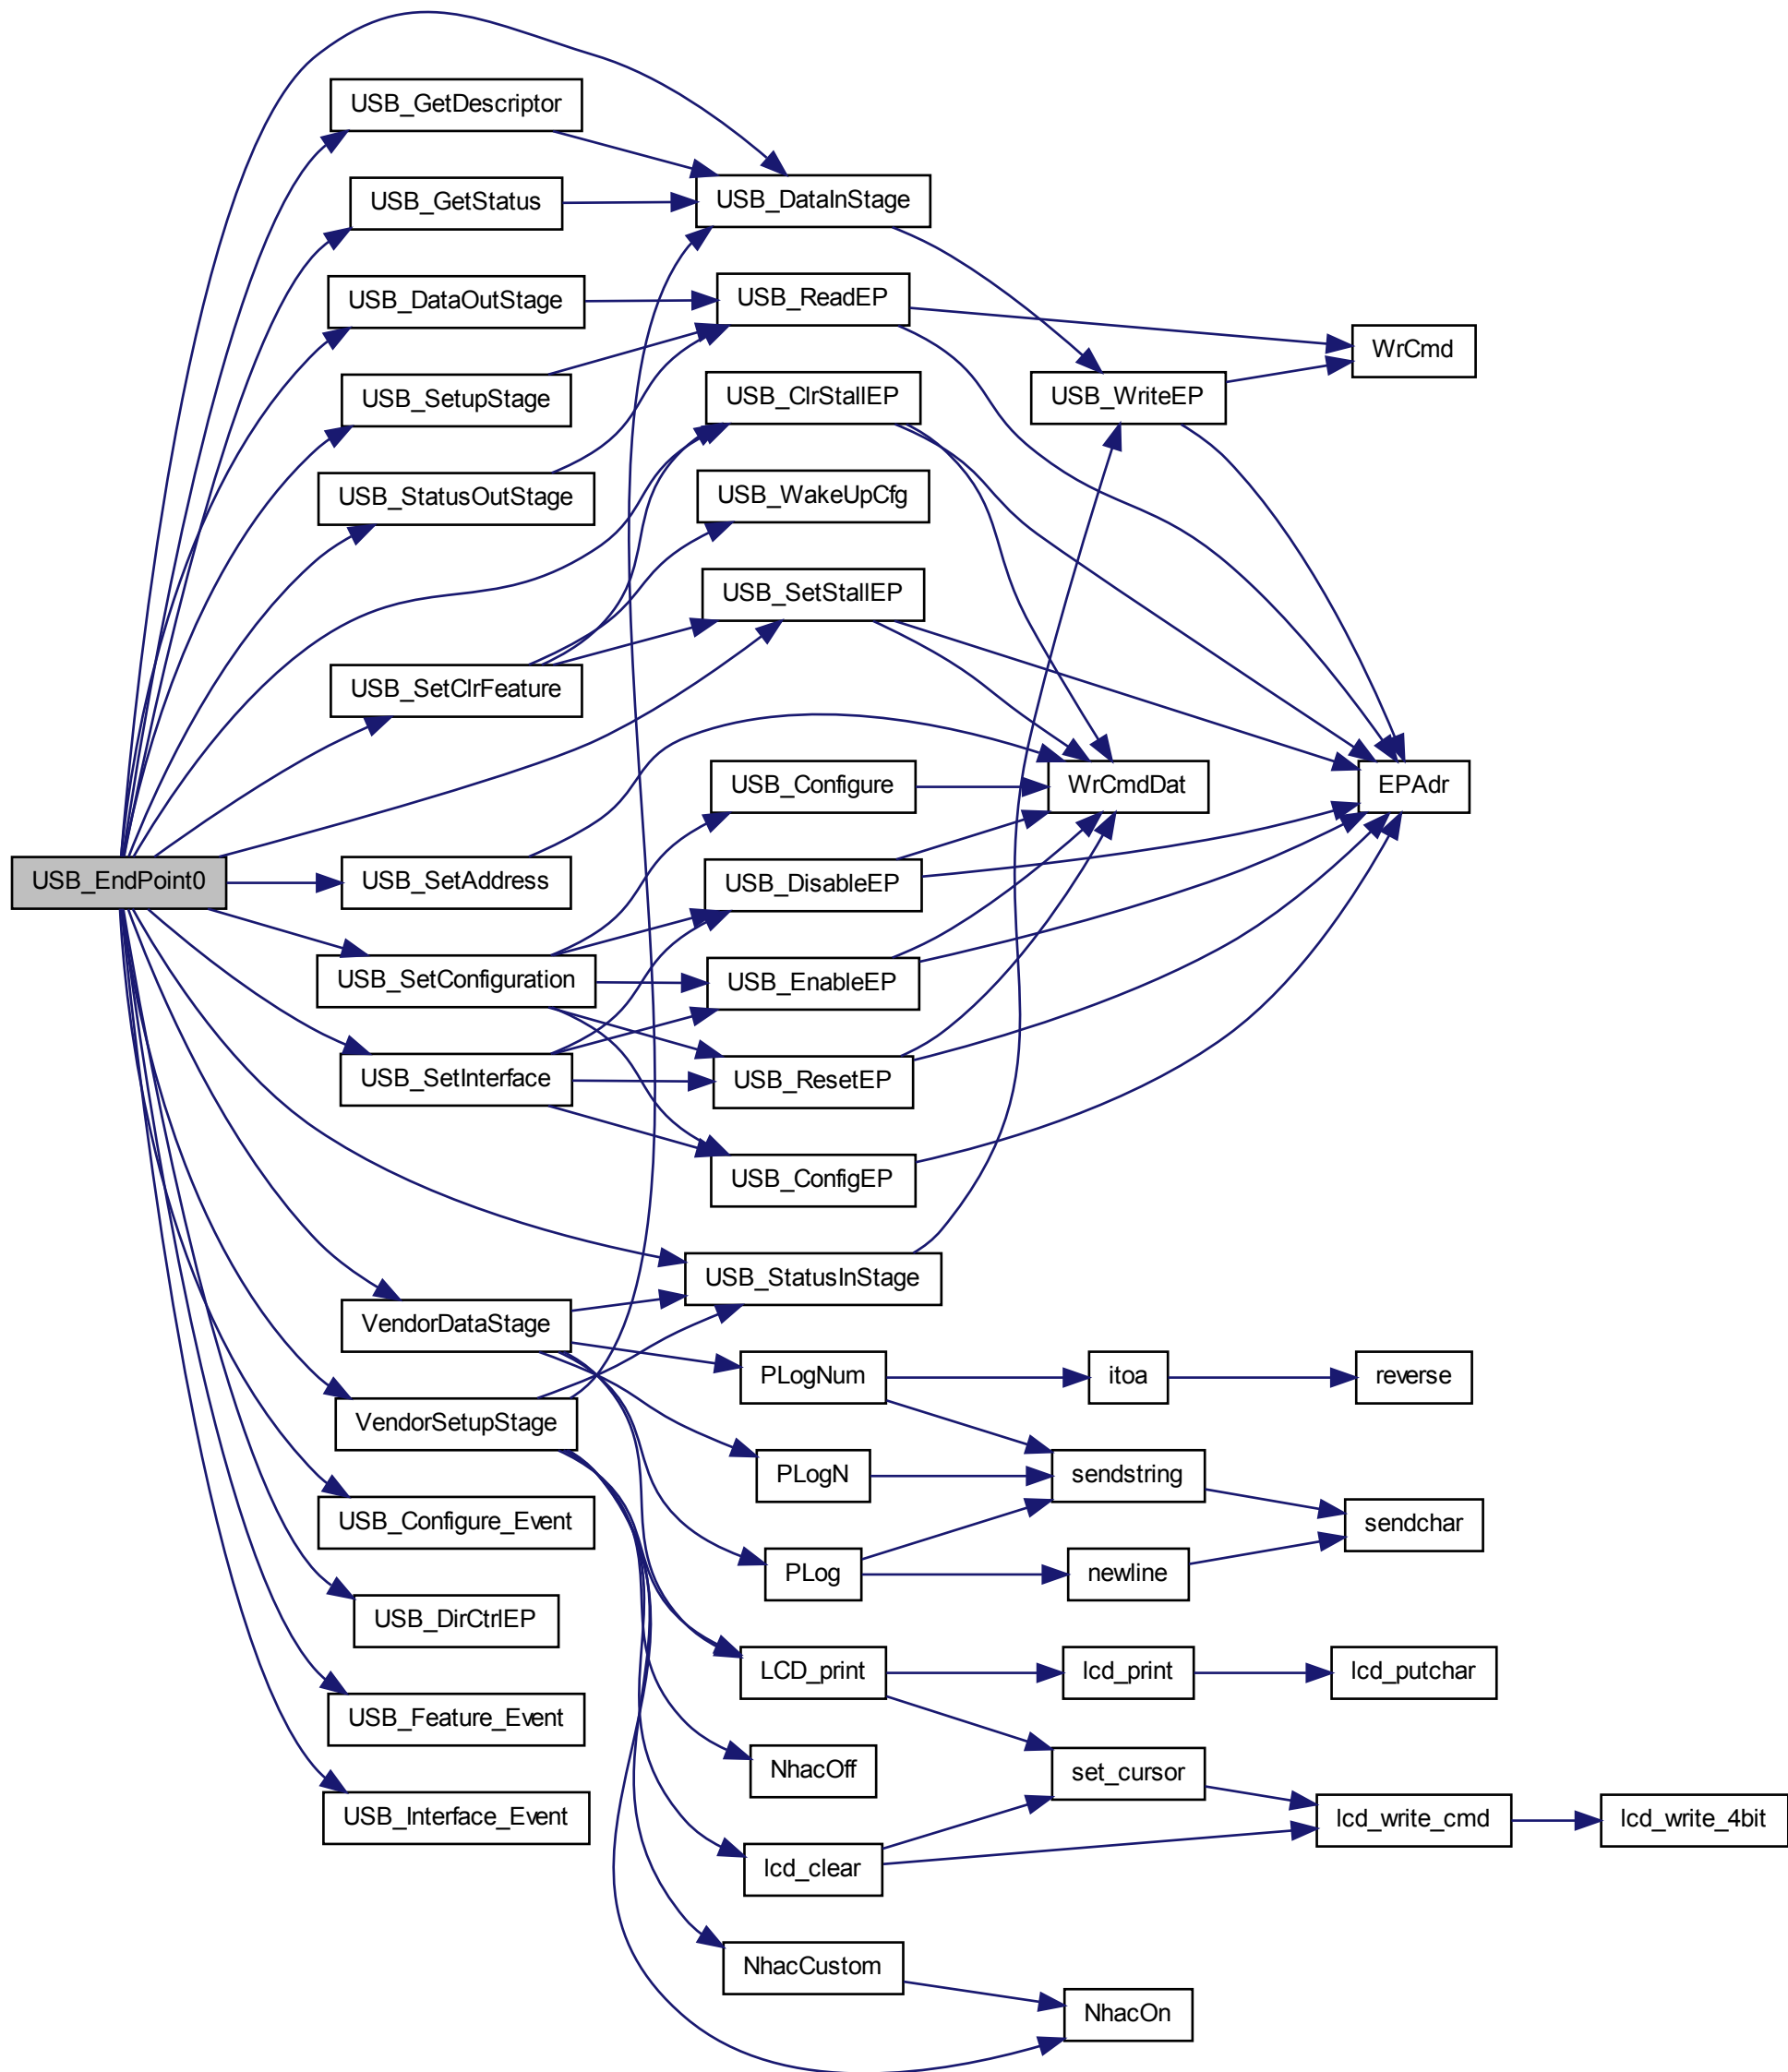 USB_EndPoint0
USB_GetDescriptor
USB_GetStatus
USB_DataOutStage
USB_SetupStage
USB_StatusOutStage
USB_SetClrFeature
USB_SetAddress
USB_SetConfiguration
USB_SetInterface
VendorDataStage
VendorSetupStage
USB_Configure_Event
USB_DirCtrlEP
USB_Feature_Event
USB_Interface_Event
USB_DataInStage
USB_ReadEP
USB_ClrStallEP
USB_WakeUpCfg
USB_SetStallEP
USB_Configure
USB_DisableEP
USB_EnableEP
USB_ResetEP
USB_ConfigEP
USB_StatusInStage
PLogNum
PLogN
PLog
LCD_print
NhacOff
lcd_clear
NhacCustom
USB_WriteEP
WrCmdDat
itoa
sendstring
newline
lcd_print
set_cursor
NhacOn
WrCmd
EPAdr
reverse
sendchar
lcd_putchar
lcd_write_cmd
lcd_write_4bit